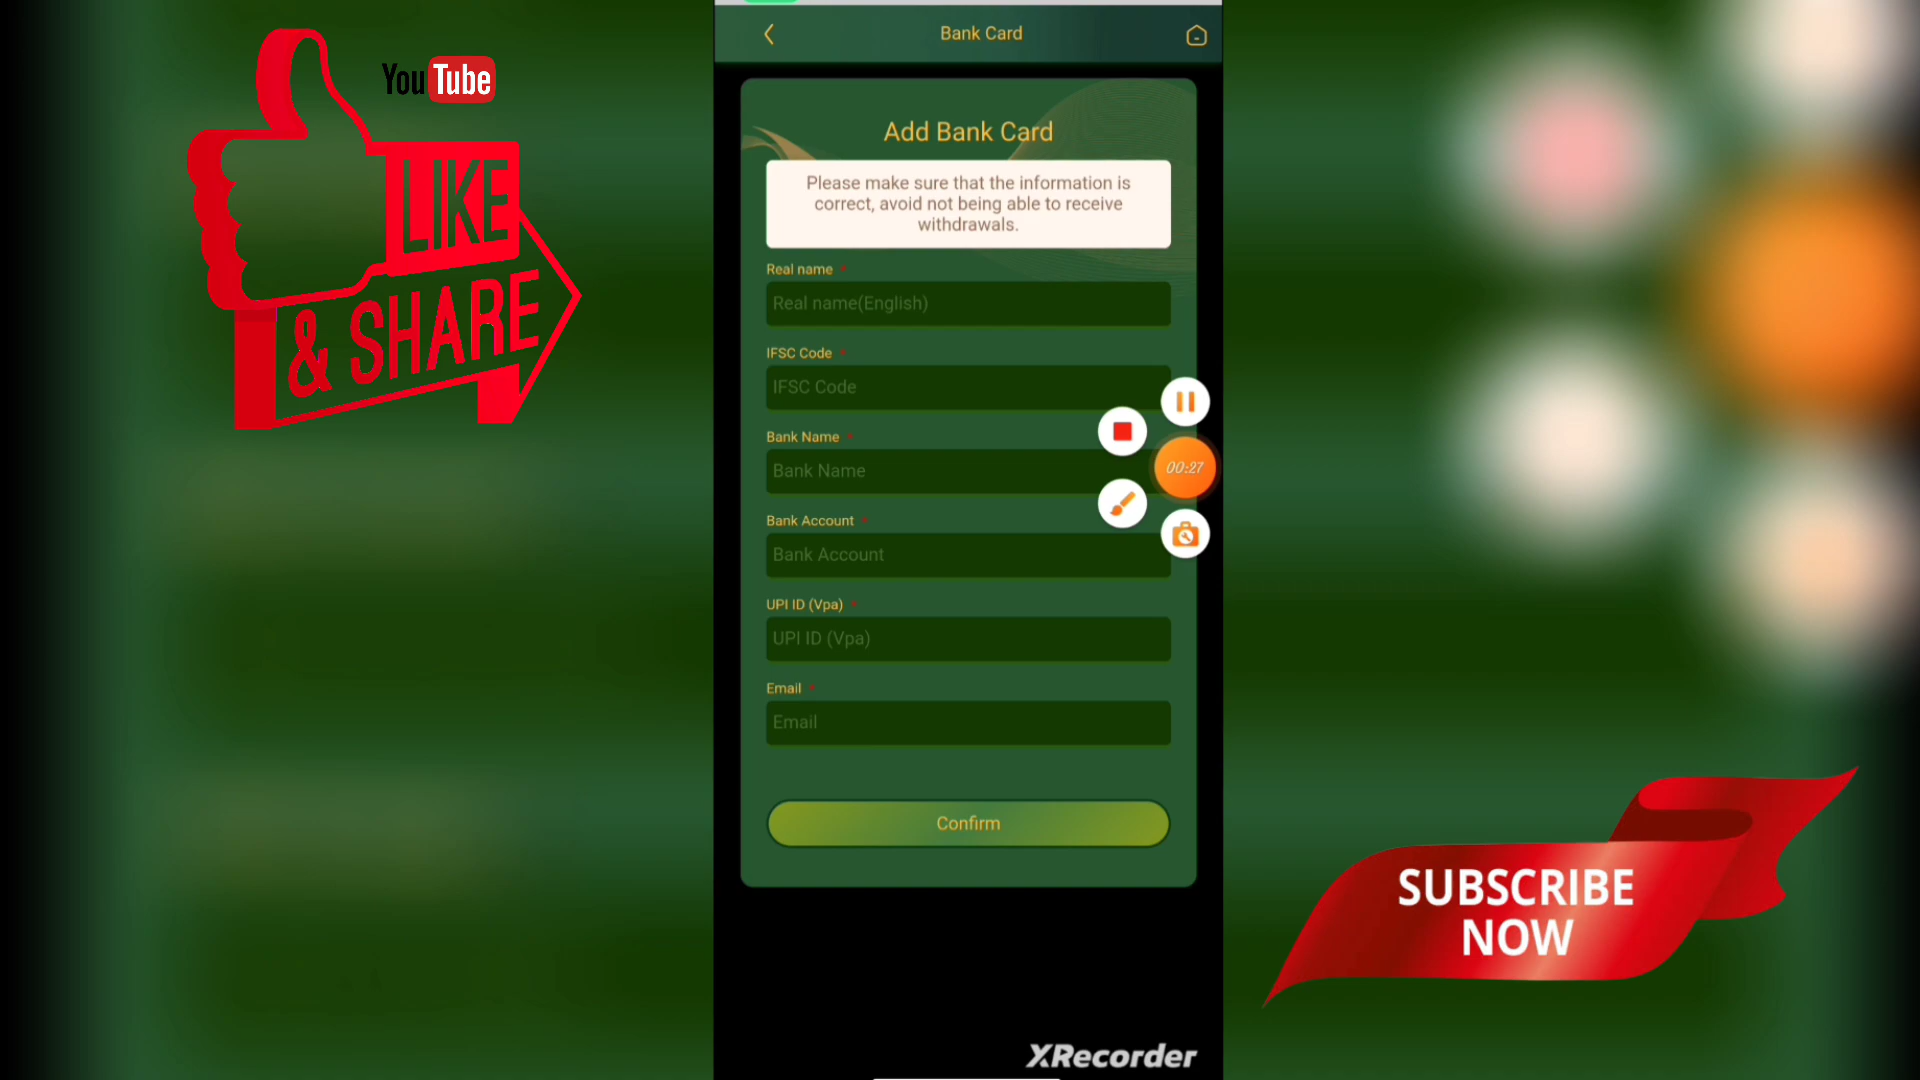 YouTube
LIKE
& SHARE
Bank Card
Add Bank Card
Please make sure that the information is
correct, avoid not being able to receive
withdrawals.
Real name *
Real name(English)
IFSC Code *
IFSC Code
Bank Name *
Bank Name
Bank Account *
Bank Account
UPI ID (Vpa) *
UPI ID (Vpa)
Email *
Email
Confirm
00:27
SUBSCRIBE
NOW
XRecorder